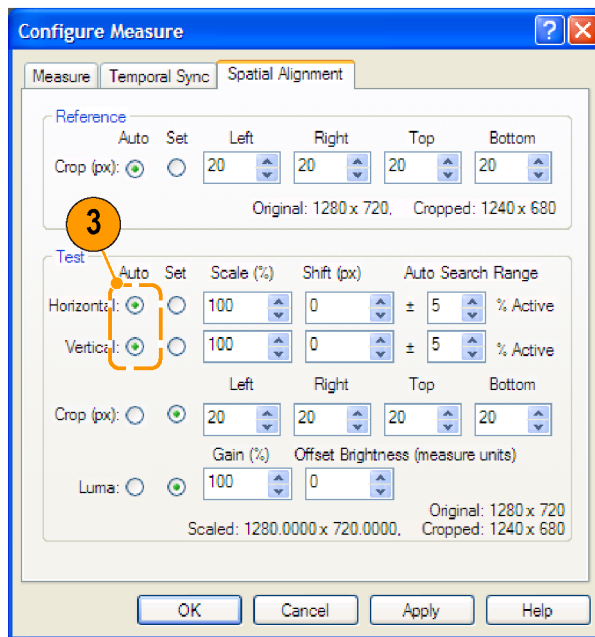 Configure Measure
?
Measure Temporal Sync Spatial Alignment
Reference
Auto Set Left Right Top Bottom
Crop (px): 20 20 20 20
Original: 1280 x 720, Cropped: 1240 x 680
3
Test
Auto Set Scale (%) Shift (px) Auto Search Range
Horizontal: 100 0 ± 5 % Active
Vertical: 100 0 ± 5 % Active
Left Right Top Bottom
Crop (px): 20 20 20 20
Gain (%) Offset Brightness (measure units)
Luma: 100 0
Original: 1280 x 720
Scaled: 1280.0000 x 720.0000, Cropped: 1240 x 680
OK Cancel Apply Help